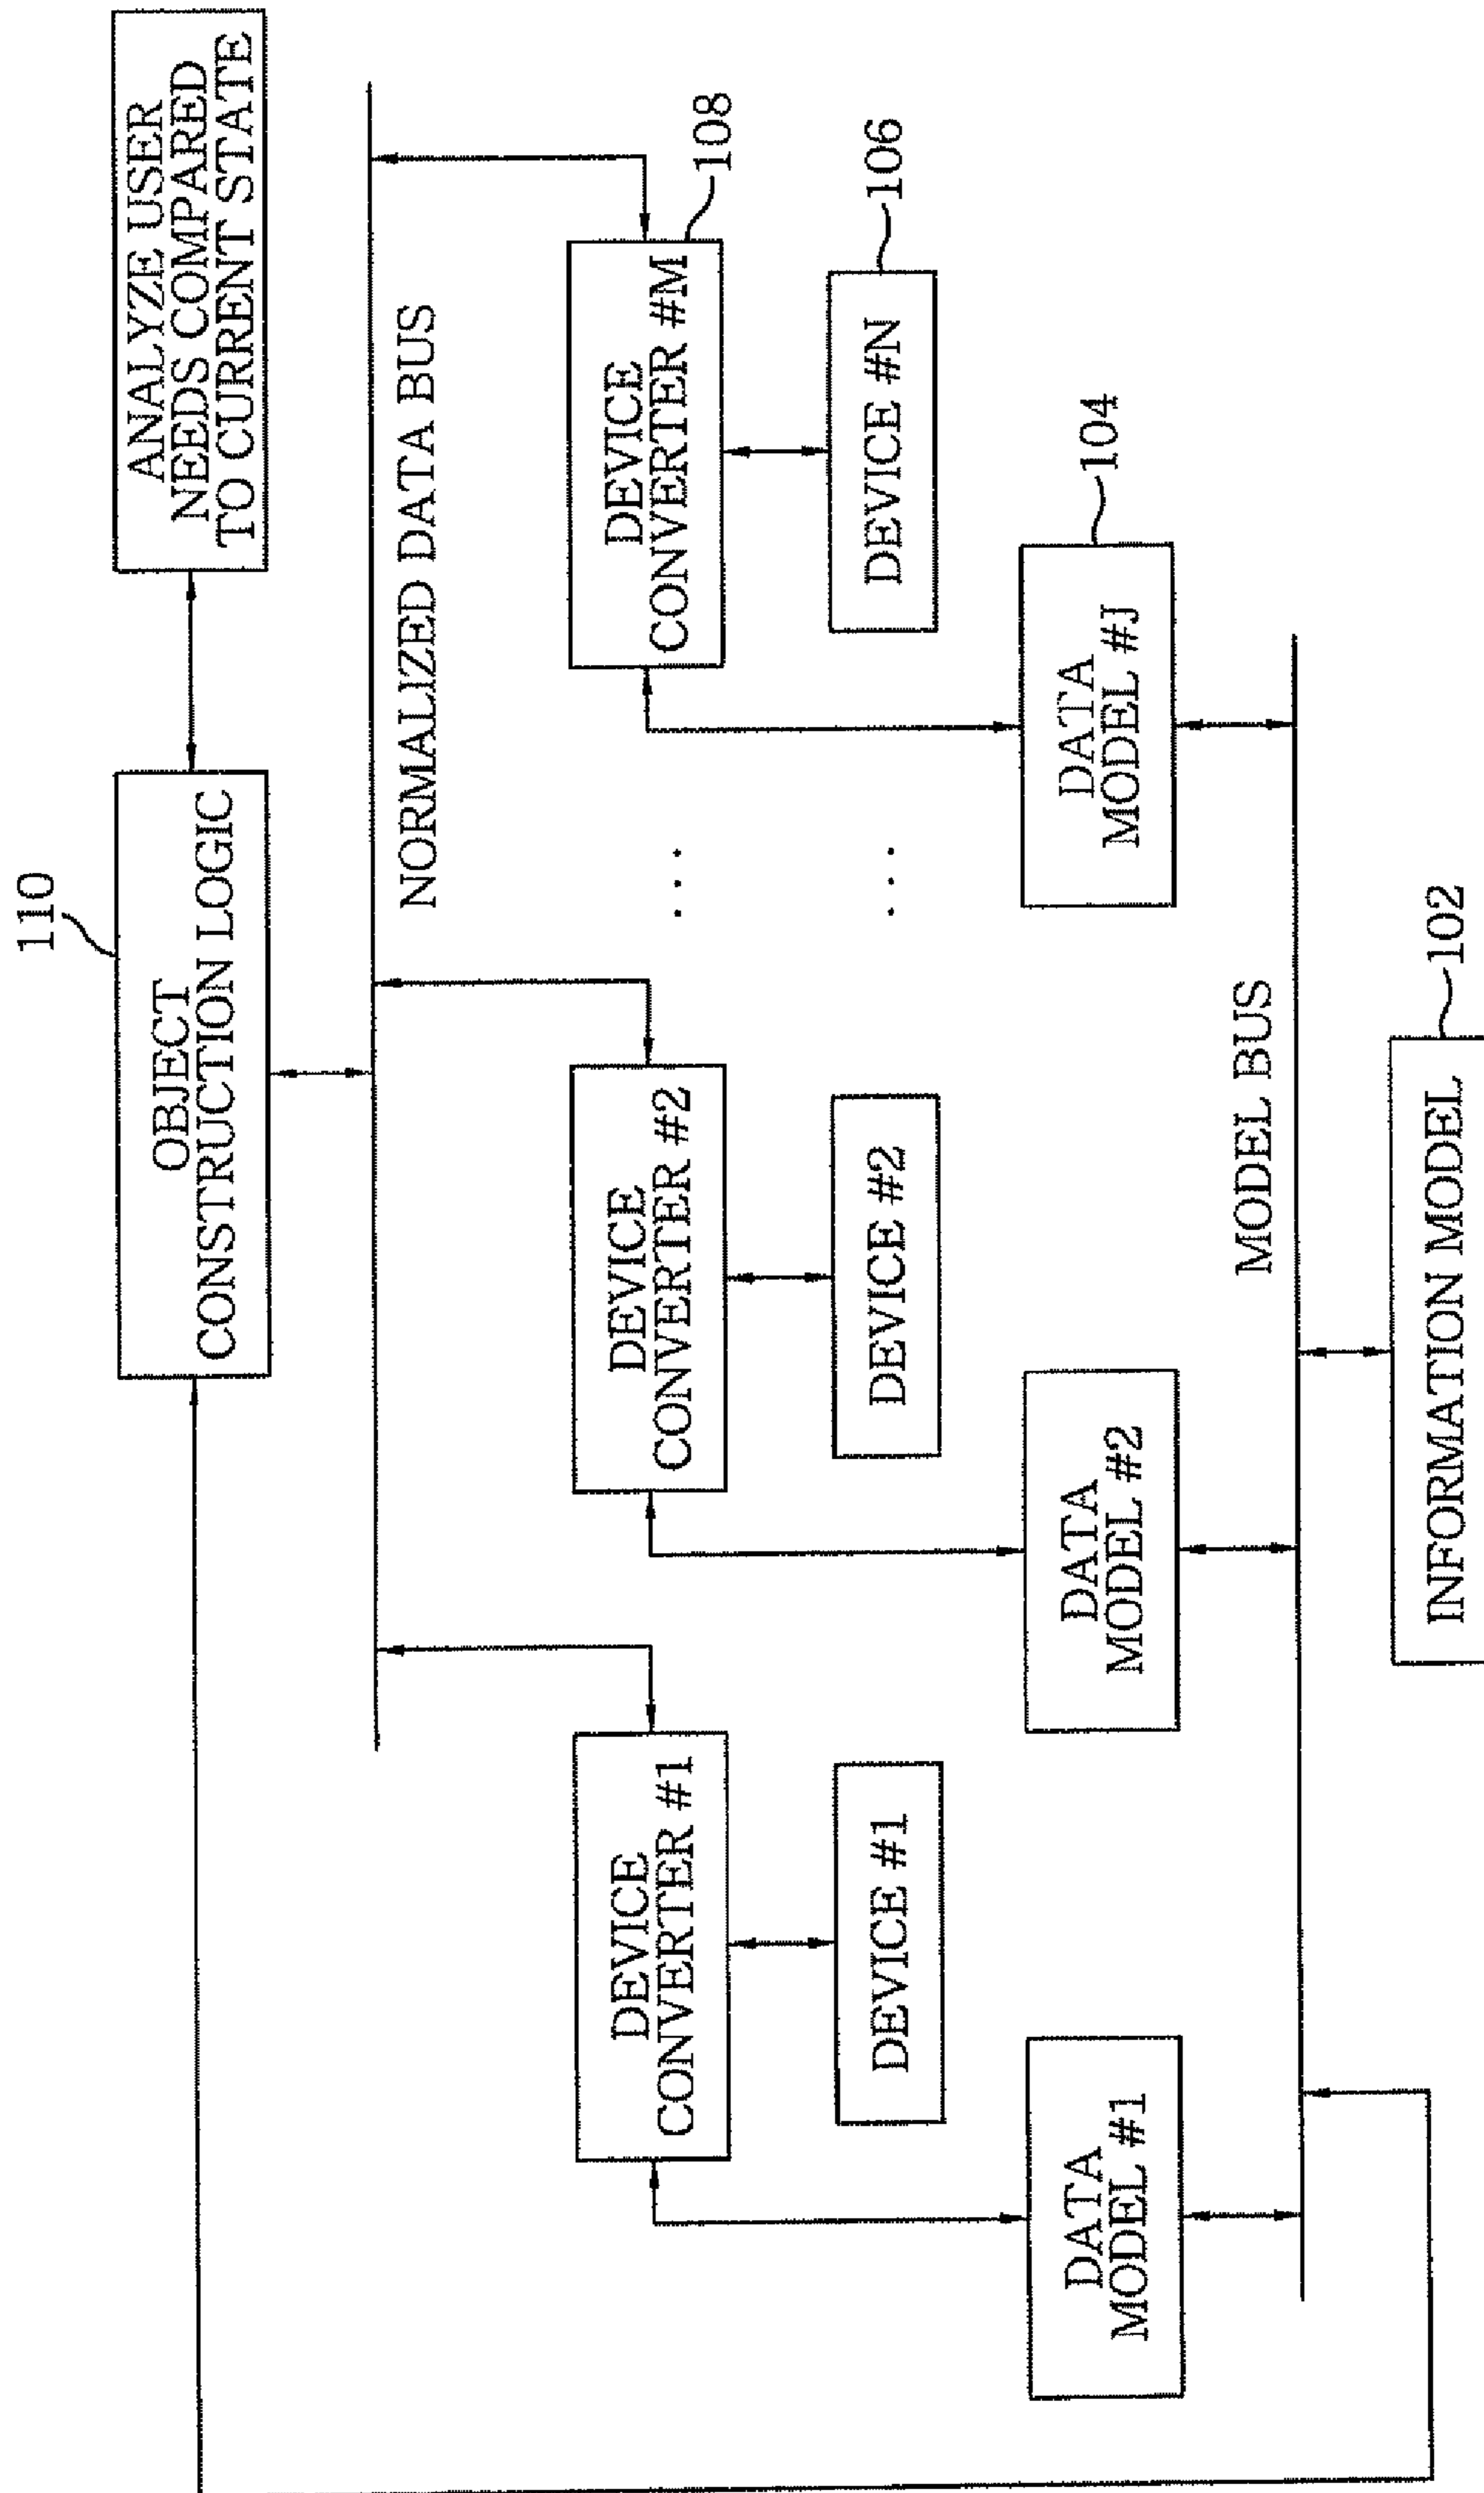 110
OBJECT
CONSTRUCTION LOGIC
ANALYZE USER
NEEDS COMPARED
TO CURRENT STATE
NORMALIZED DATA BUS
DEVICE
CONVERTER #1
DEVICE
CONVERTER #2
...
DEVICE
CONVERTER #M
108
DEVICE #1
DEVICE #2
...
DEVICE #N
106
DATA
MODEL #1
DATA
MODEL #2
DATA
MODEL #J
104
MODEL BUS
INFORMATION MODEL
102